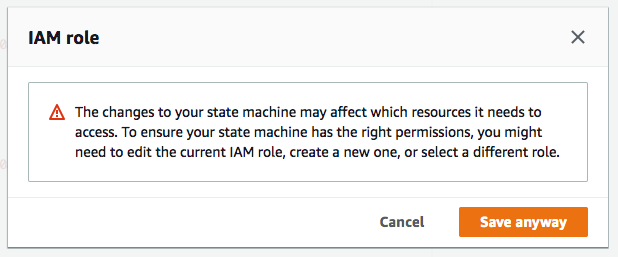 IAM role
The changes to your state machine may affect which resources it needs to
access. To ensure your state machine has the right permissions, you might
need to edit the current IAM role, create a new one, or select a different role.
Cancel
Save anyway